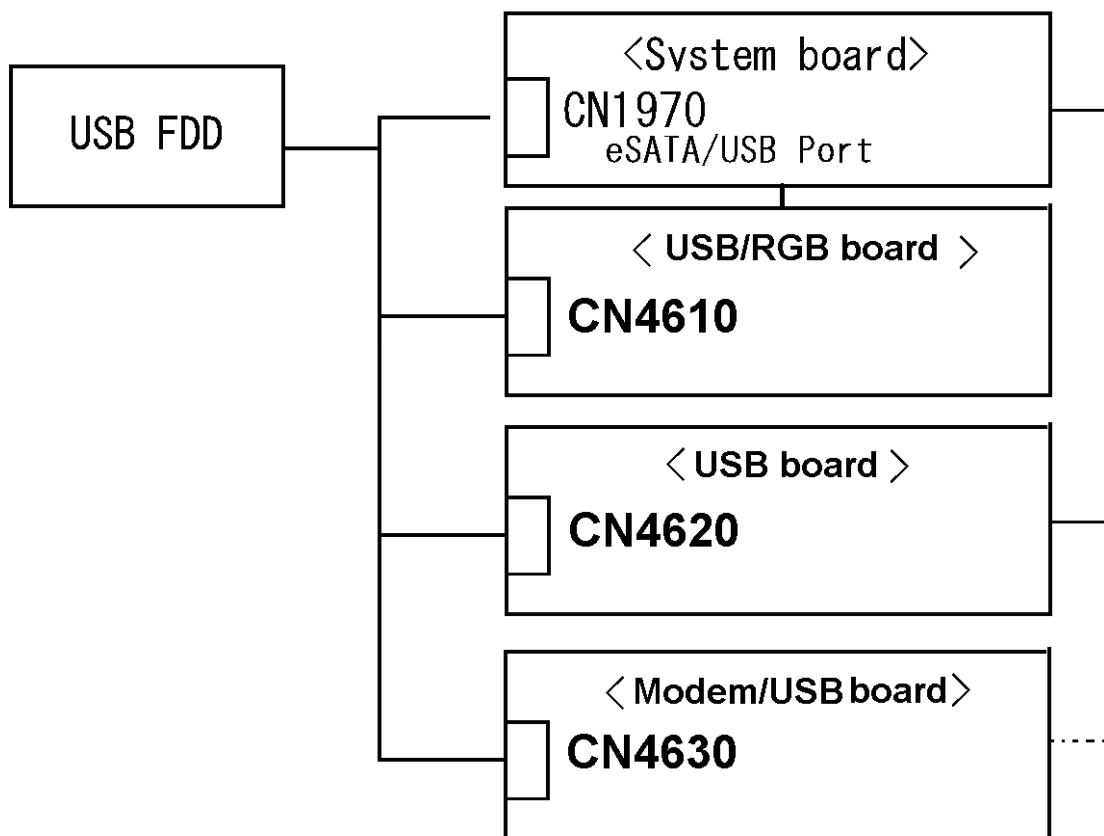 USB FDD
<System board>
CN1970
eSATA/USB Port
< USB/RGB board >
CN4610
< USB board >
CN4620
< Modem/USB board>
CN4630